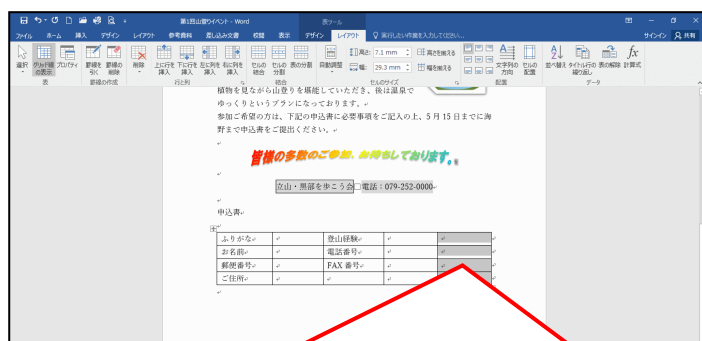 第1回山登りイベント - Word
表ツール
ファイル ホーム 挿入 デザイン レイアウト 参考資料 差し込み文書 校閲 表示 デザイン レイアウト 実行したい作業を入力してください... サインイン 共有
選択 グリッド線の表示 プロパティ 罫線を引く 罫線の削除 削除 上に行を挿入 下に行を挿入 左に列を挿入 右に列を挿入 セルの結合 セルの分割 表の分割 自動調整 高さ: 7.1 mm 高さを揃える 幅: 29.3 mm 幅を揃える 文字列の方向 セルの配置 並べ替え タイトル行の繰り返し 表の解除 計算式
表 罫線の作成 行と列 結合 セルのサイズ 配置 データ
植物を見ながら山登りを堪能していただき、後は温泉で
ゆっくりというプランになっております。
参加ご希望の方は、下記の申込書に必要事項をご記入の上、5 月 15 日までに海
野まで申込書をご提出ください。
皆様の多数のご参加、お待ちしております。
立山・黒部を歩こう会□電話：079-252-0000
申込書
ふりがな 登山経験
お名前 電話番号
郵便番号 FAX 番号
ご住所